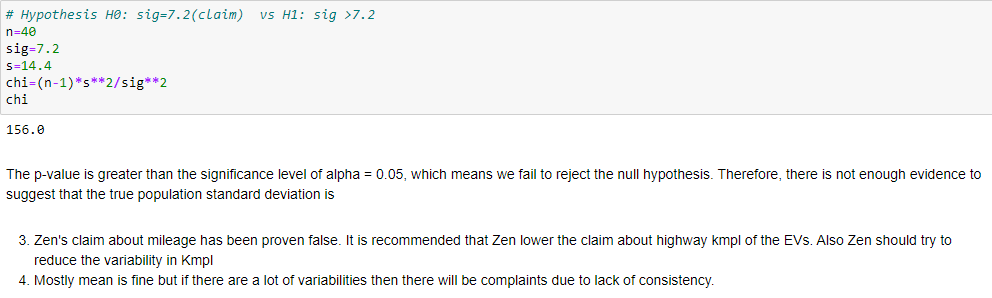 # Hypothesis H0: sig=7.2(claim)  vs H1: sig >7.2
n=40
sig=7.2
s=14.4
chi=(n-1)*s**2/sig**2
chi
156.0
The p-value is greater than the significance level of alpha = 0.05, which means we fail to reject the null hypothesis. Therefore, there is not enough evidence to
suggest that the true population standard deviation is
3. Zen's claim about mileage has been proven false. It is recommended that Zen lower the claim about highway kmpl of the EVs. Also Zen should try to
reduce the variability in Kmpl
4. Mostly mean is fine but if there are a lot of variabilities then there will be complaints due to lack of consistency.